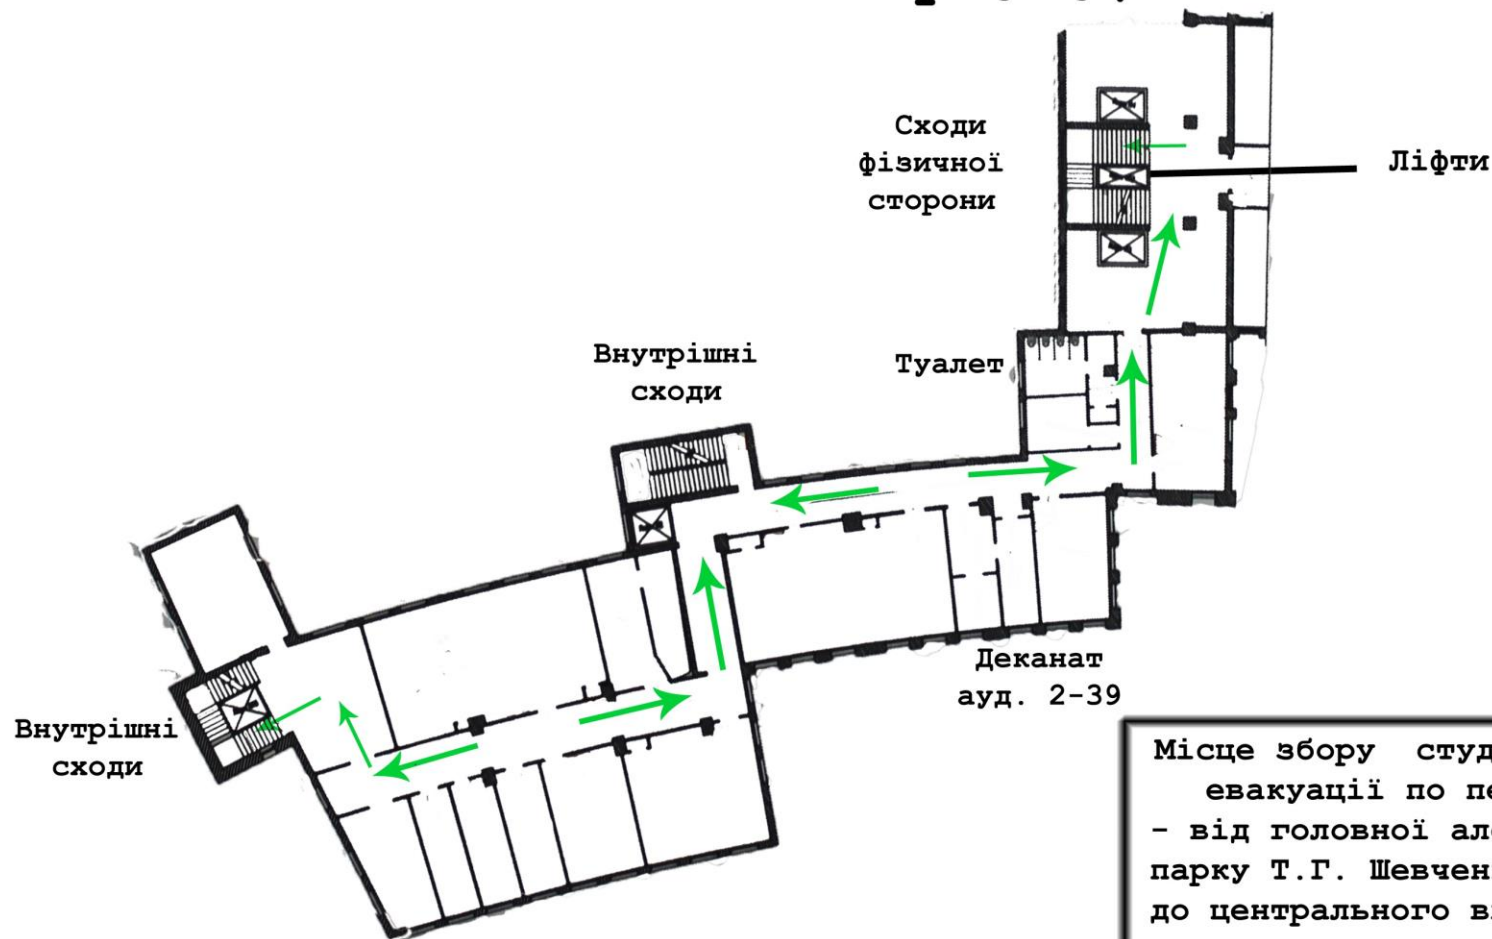 Сходи
фізичної
сторони
Ліфти
Внутрішні
сходи
Туалет
Деканат
ауд. 2-39
Внутрішні
сходи
Місце збору
евакуації по
- від головної
парку Т.Г.
до центрального